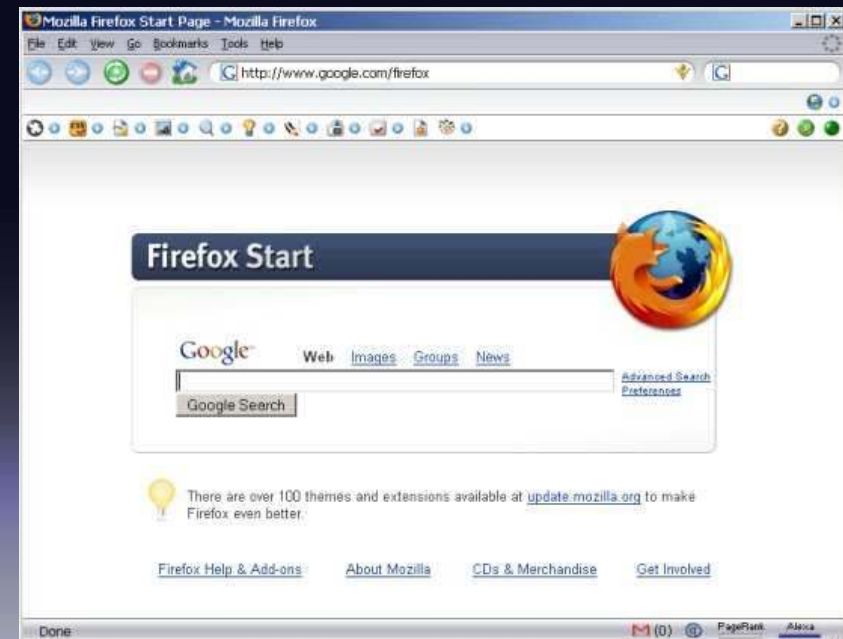 Mozilla Firefox Start Page - Mozilla Firefox
File Edit View Go Bookmarks Tools Help
G http://www.google.com/firefox G
Firefox Start
Google™ Web Images Groups News
Advanced Search
Preferences
Google Search
There are over 100 themes and extensions available at update.mozilla.org to make
Firefox even better.
Firefox Help & Add-ons About Mozilla CDs & Merchandise Get Involved
Done (0) PageRank Alexa